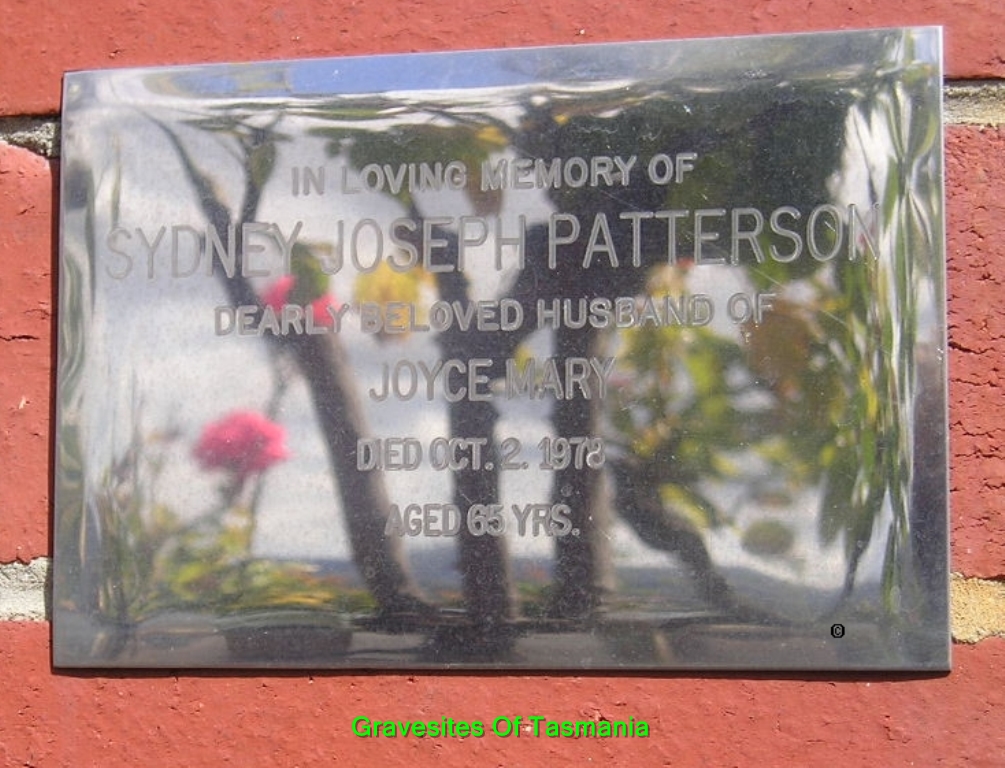 IN LOVING MEMORY OF
SYDNEY JOSEPH PATTERSON
DEARLY BELOVED HUSBAND OF
JOYCE MARY
DIED OCT. 2. 1978
AGED 65 YRS.
©
Gravesites Of Tasmania